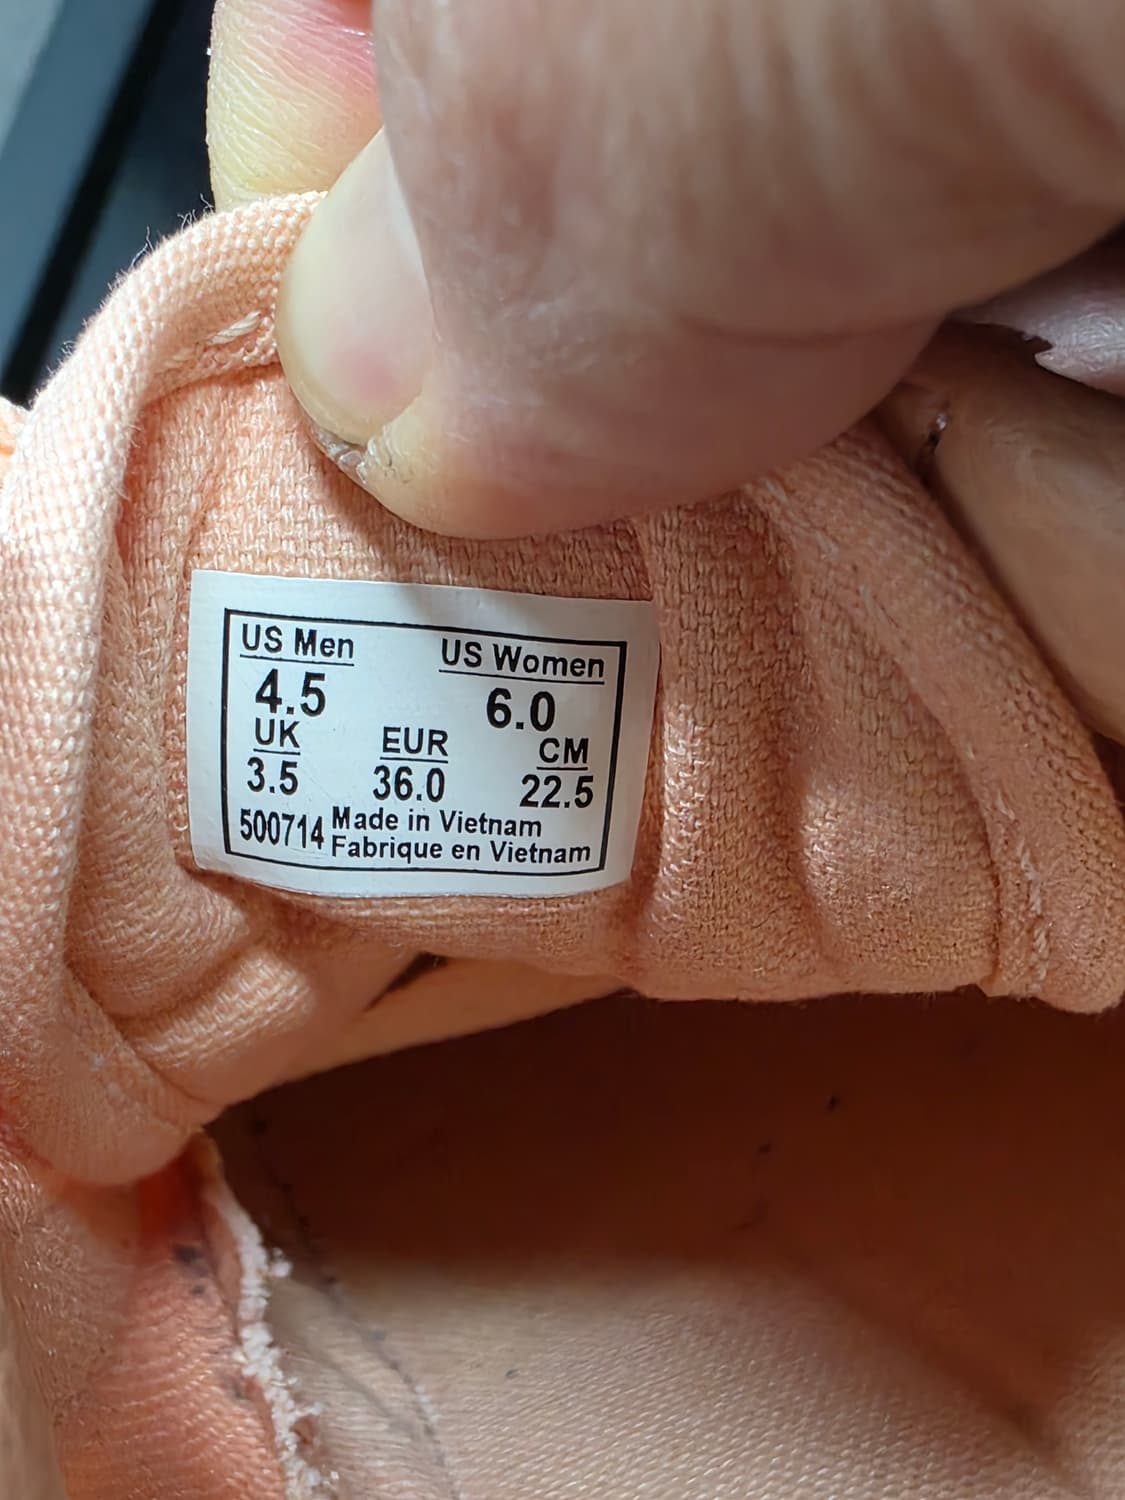 US Men US Women
4.5 6.0
UK EUR CM
3.5 36.0 22.5
500714 Made in Vietnam
Fabrique en Vietnam